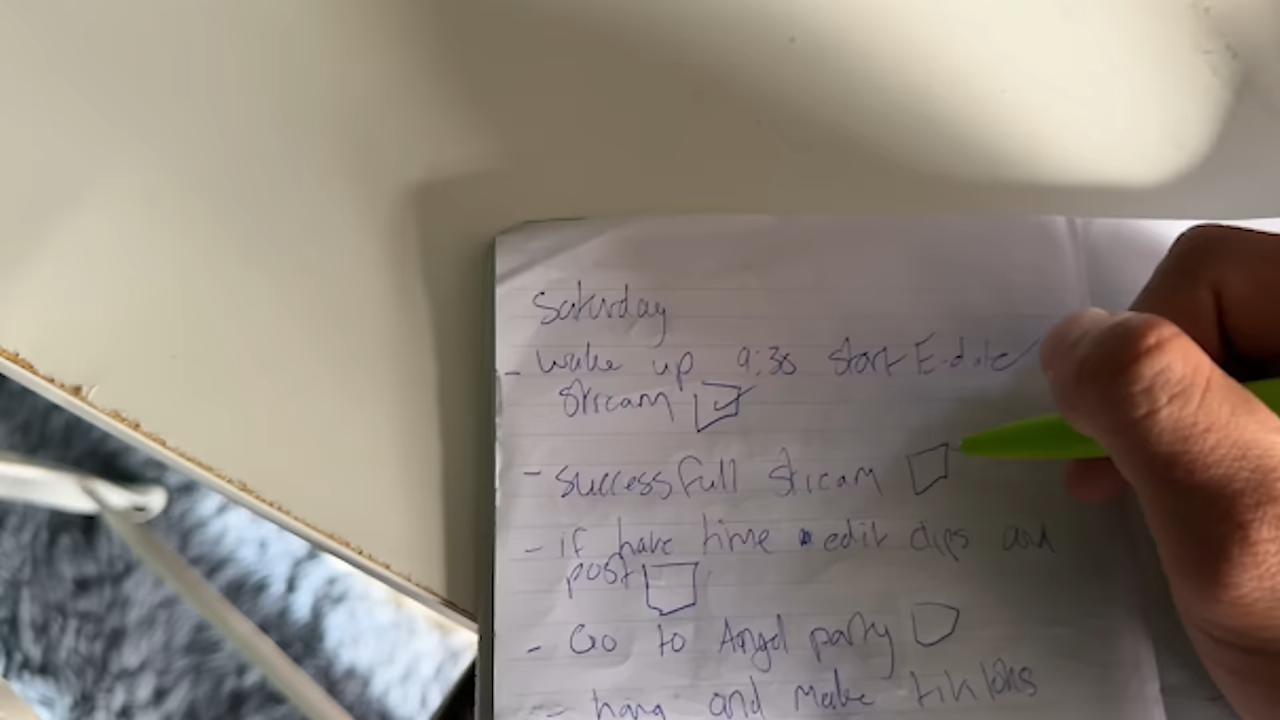 Saturday
- wake up 9:30 start E-date
stream
- successfull stream
- if have time edit clips and
post
- Go to Angel party
- hang and make tiktoks